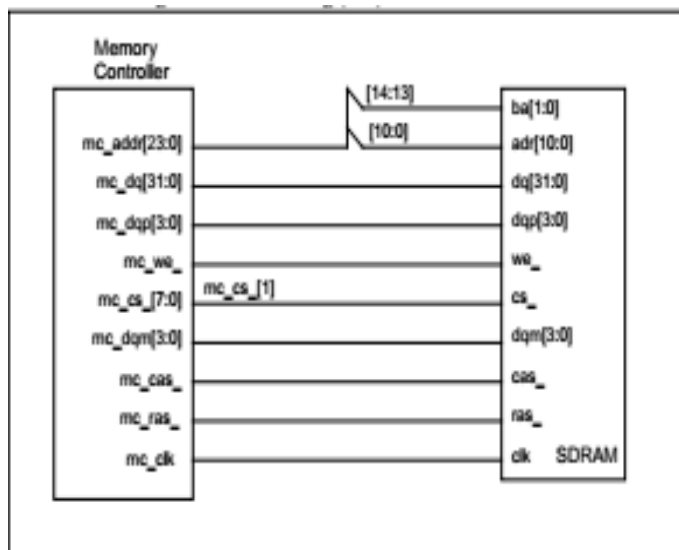 Memory
Controller
[14:13]
ba[1:0]
mc_addr[23:0]
[10:0]
adr[10:0]
mc_dq[31:0]
dq[31:0]
mc_dqp[3:0]
dqp[3:0]
mc_we_
we_
mc_cs_[7:0]
mc_cs_[1]
cs_
mc_dqm[3:0]
dqm[3:0]
mc_cas_
cas_
mc_ras_
ras_
mc_clk
clk
SDRAM